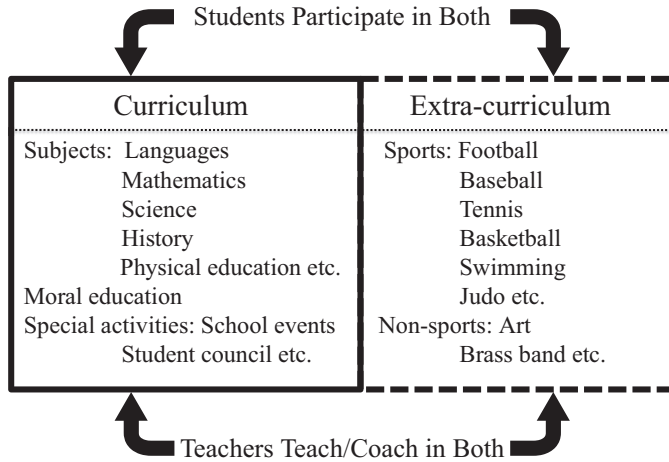 Students Participate in Both
Curriculum
Subjects: Languages
Mathematics
Science
History
Physical education etc.
Moral education
Special activities: School events
Student council etc.
Extra-curriculum
Sports: Football
Baseball
Tennis
Basketball
Swimming
Judo etc.
Non-sports: Art
Brass band etc.
Teachers Teach/Coach in Both